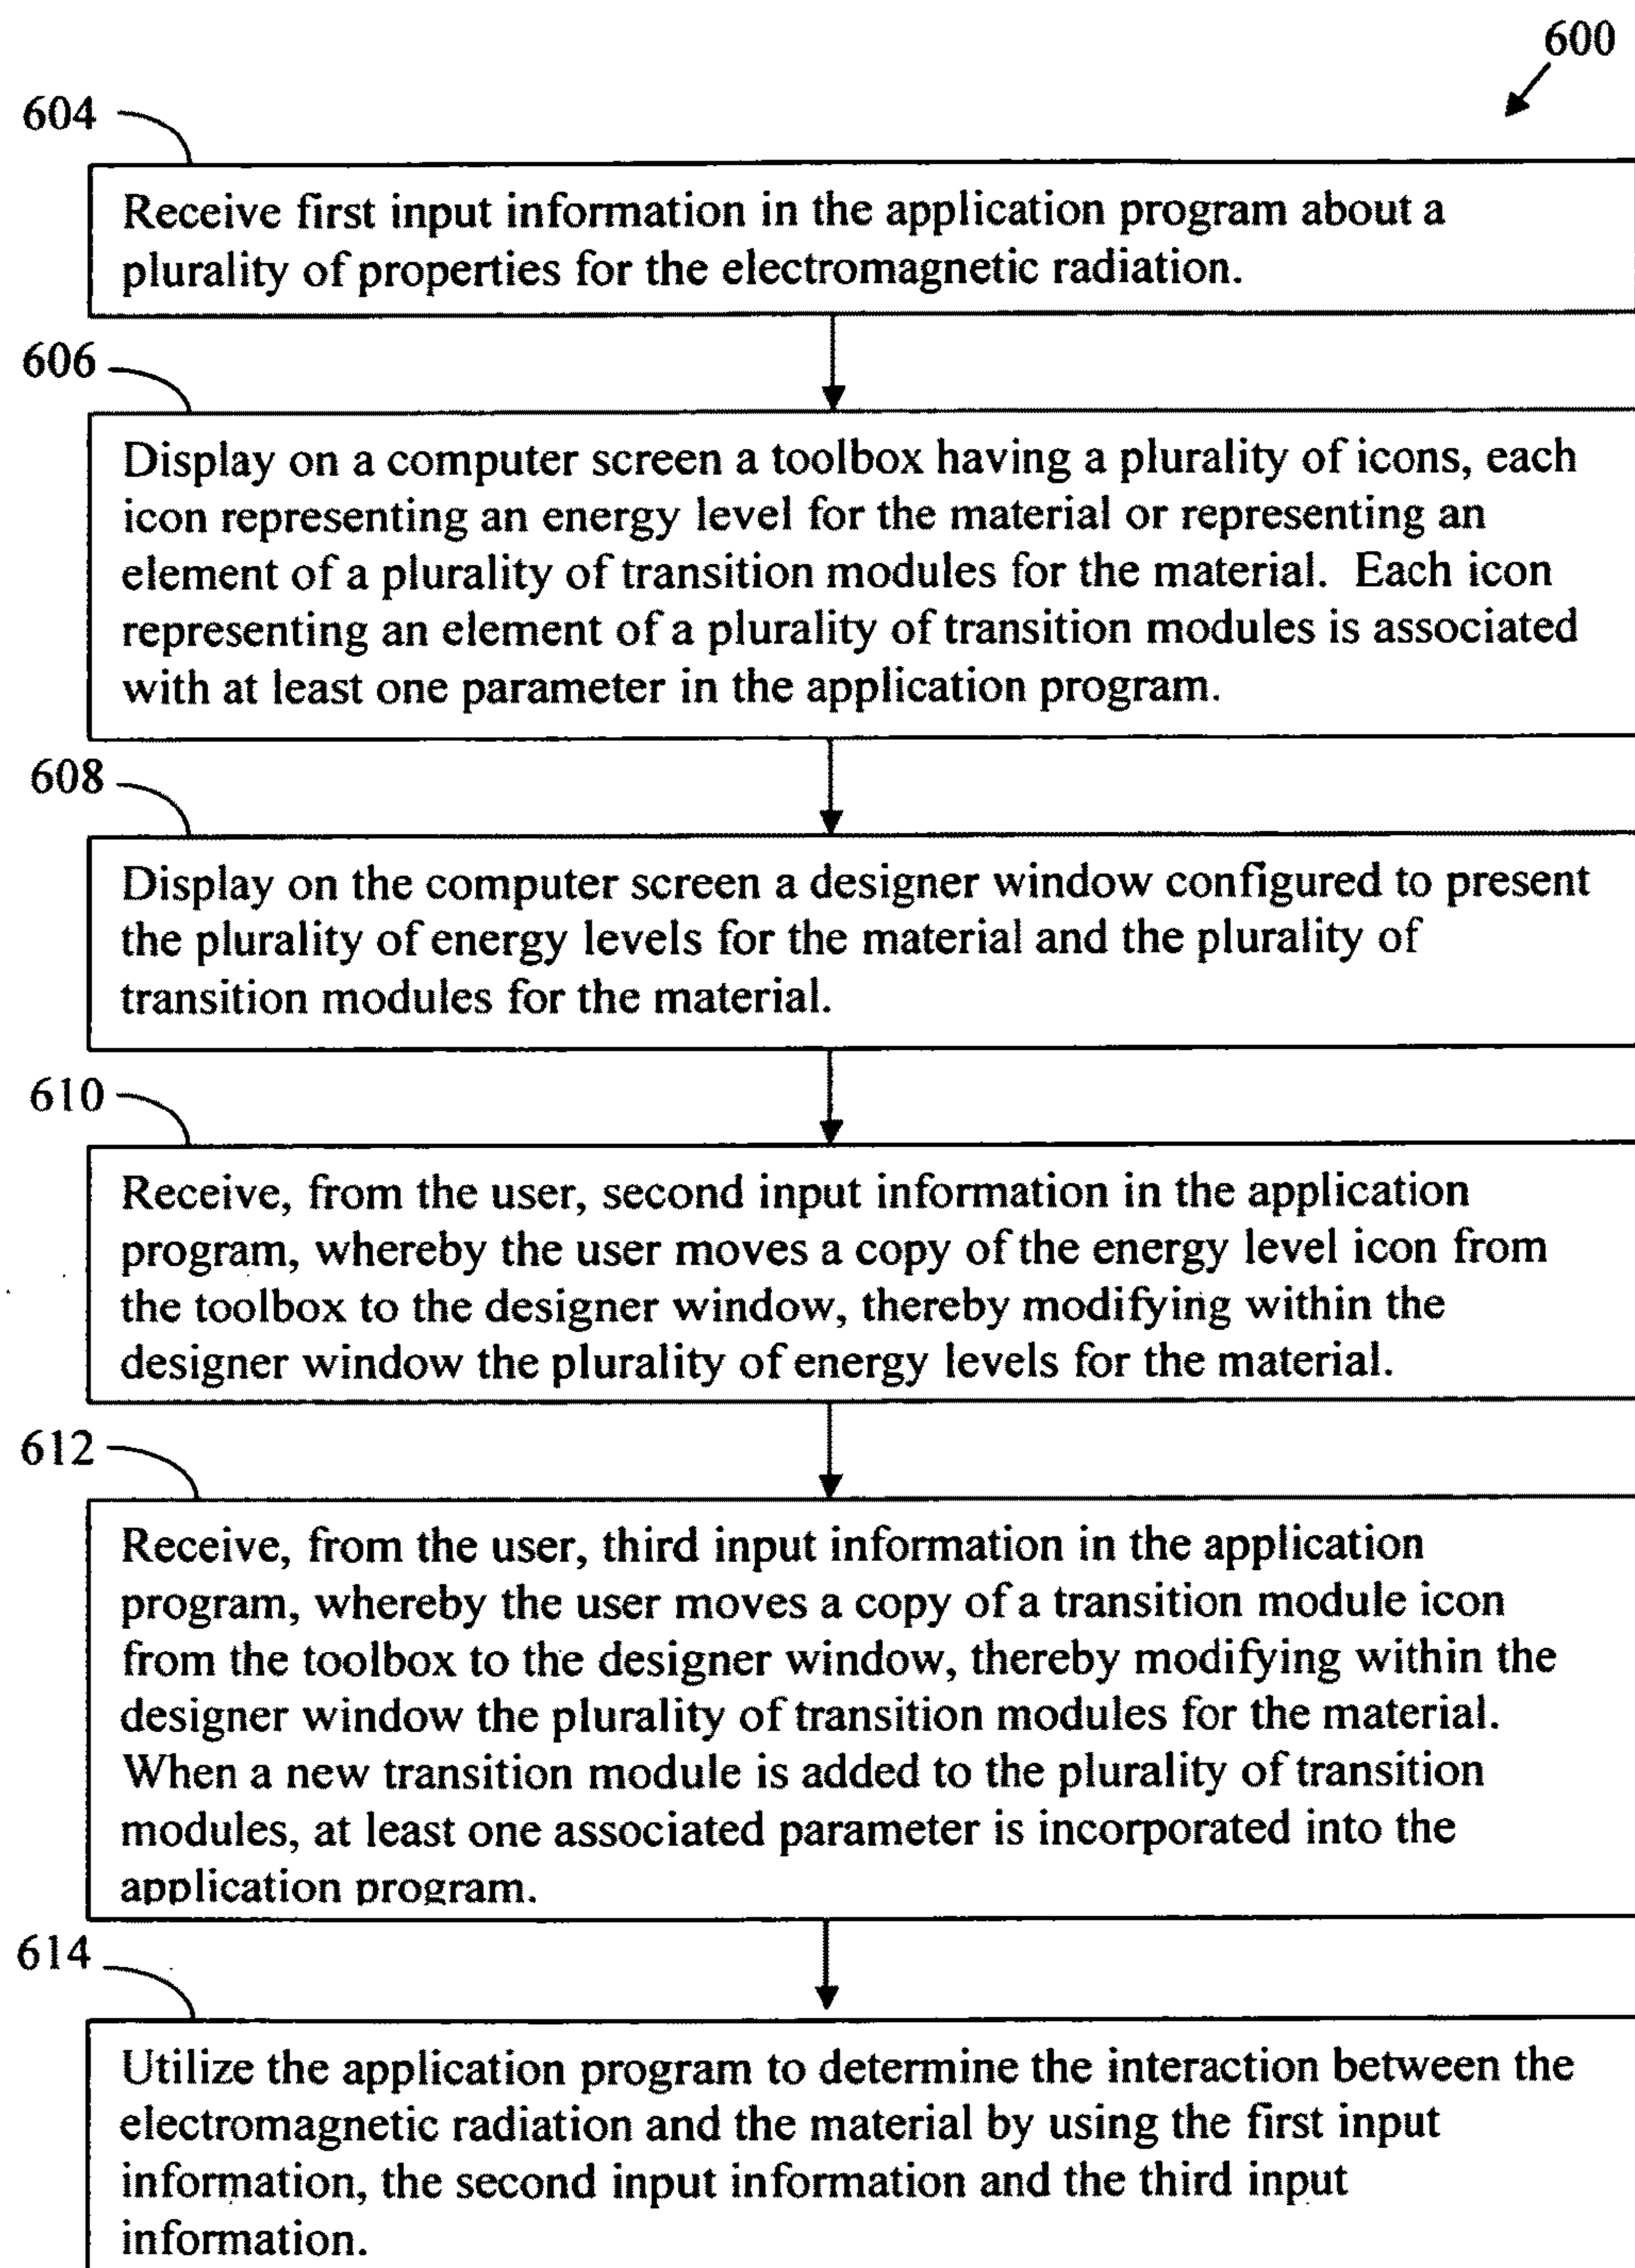 600
604
Receive first input information in the application program about a
plurality of properties for the electromagnetic radiation.
606
Display on a computer screen a toolbox having a plurality of icons, each
icon representing an energy level for the material or representing an
element of a plurality of transition modules for the material. Each icon
representing an element of a plurality of transition modules is associated
with at least one parameter in the application program.
608
Display on the computer screen a designer window configured to present
the plurality of energy levels for the material and the plurality of
transition modules for the material.
610
Receive, from the user, second input information in the application
program, whereby the user moves a copy of the energy level icon from
the toolbox to the designer window, thereby modifying within the
designer window the plurality of energy levels for the material.
612
Receive, from the user, third input information in the application
program, whereby the user moves a copy of a transition module icon
from the toolbox to the designer window, thereby modifying within the
designer window the plurality of transition modules for the material.
When a new transition module is added to the plurality of transition
modules, at least one associated parameter is incorporated into the
application program.
614
Utilize the application program to determine the interaction between the
electromagnetic radiation and the material by using the first input
information, the second input information and the third input
information.